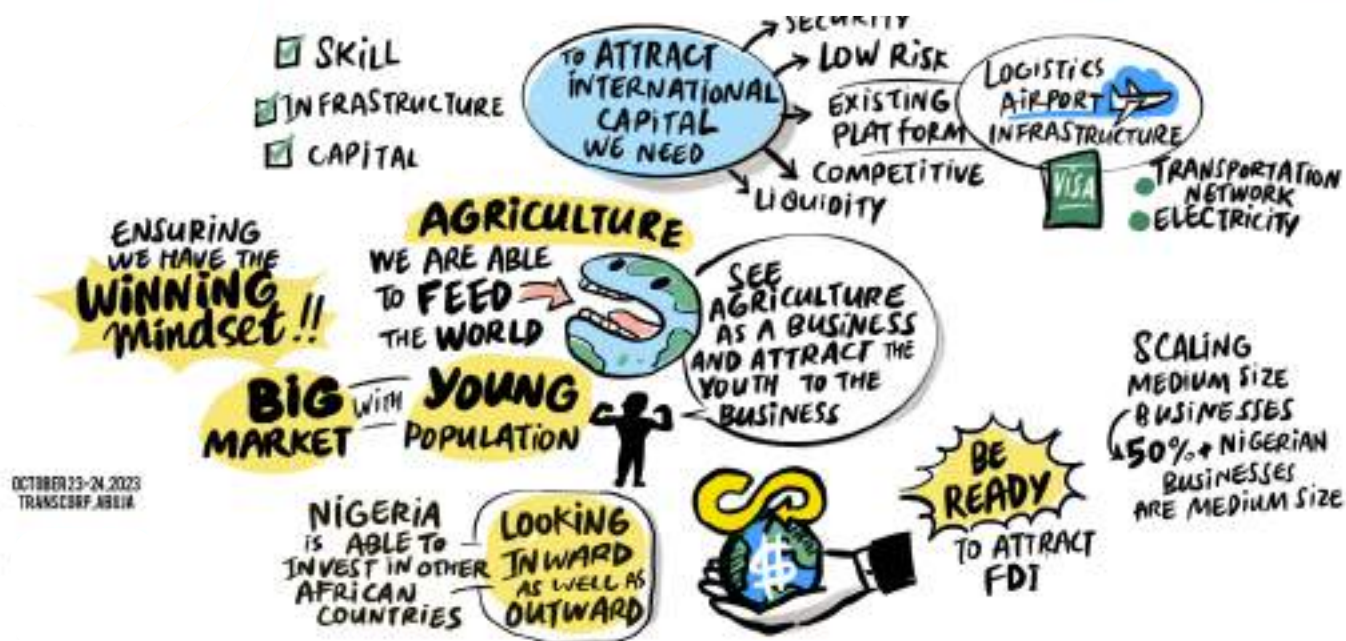 SKILL
INFRASTRUCTURE
CAPITAL
TO ATTRACT
INTERNATIONAL
CAPITAL
WE NEED
SECURITY
LOW RISK
EXISTING
PLATFORM
COMPETITIVE
LIQUIDITY
LOGISTICS
AIRPORT
INFRASTRUCTURE
VISA
TRANSPORTATION
NETWORK
ELECTRICITY
ENSURING
WE HAVE THE
WINNING
Mindset!!
AGRICULTURE
WE ARE ABLE
TO FEED
THE WORLD
SEE
AGRICULTURE
AS A BUSINESS
AND ATTRACT THE
YOUTH TO THE
BUSINESS
BIG
MARKET
WITH
YOUNG
POPULATION
SCALING
MEDIUM SIZE
BUSINESSES
50%+ NIGERIAN
BUSINESSES
ARE MEDIUM SIZE
OCTOBER 23-24, 2023
TRANSCORP, ABUJA
NIGERIA
is ABLE TO
INVEST IN OTHER
AFRICAN
COUNTRIES
LOOKING
INWARD
AS WELL AS
OUTWARD
$
BE
READY
TO ATTRACT
FDI